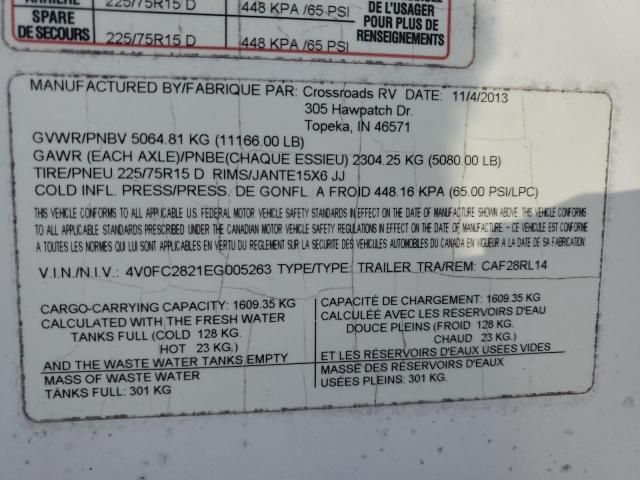 ARRIÈRE 225/75R15 D 448 KPA /65 PSI
SPARE
DE SECOURS 225/75R15 D 448 KPA /65 PSI
DE L'USAGER
POUR PLUS DE
RENSEIGNEMENTS
MANUFACTURED BY/FABRIQUE PAR: Crossroads RV DATE: 11/4/2013
305 Hawpatch Dr.
Topeka, IN 46571
GVWR/PNBV 5064.81 KG (11166.00 LB)
GAWR (EACH AXLE)/PNBE(CHAQUE ESSIEU) 2304.25 KG (5080.00 LB)
TIRE/PNEU 225/75R15 D RIMS/JANTE15X6 JJ
COLD INFL. PRESS/PRESS. DE GONFL. A FROID 448.16 KPA (65.00 PSI/LPC)
THIS VEHICLE CONFORMS TO ALL APPLICABLE U.S. FEDERAL MOTOR VEHICLE SAFETY STANDARDS IN EFFECT ON THE DATE OF MANUFACTURE SHOWN ABOVE. THIS
VEHICLE CONFORMS TO ALL APPLICABLE STANDARDS PRESCRIBED UNDER THE CANADIAN MOTOR VEHICLE SAFETY REGULATIONS IN EFFECT ON THE DATE OF MANUFACTURE - CE VEHICULE EST CONFORME
A TOUTES LES NORMES QUI LUI SONT APPLICABLES EN VERTU DU REGLEMENT SUR LA SECURITE DES VEHICULES AUTOMOBILES DU CANADA EN VIGUEUR A LA DATE DE SA FABRICATION.
V.I.N./N.I.V.: 4V0FC2821EG005263 TYPE/TYPE: TRAILER TRA/REM: CAF28RL14
CARGO-CARRYING CAPACITY: 1609.35 KG
CALCULATED WITH THE FRESH WATER
TANKS FULL (COLD 128 KG.
HOT 23 KG.)
AND THE WASTE WATER TANKS EMPTY
MASS OF WASTE WATER
TANKS FULL: 301 KG
CAPACITÉ DE CHARGEMENT: 1609.35 KG
CALCULÉE AVEC LES RÉSERVOIRS D'EAU
DOUCE PLEINS (FROID 128 KG.
CHAUD 23 KG.)
ET LES RÉSERVOIRS D'EAUX USÉES VIDES
MASSE DES RÉSERVOIRS D'EAUX
USÉES PLEINS: 301 KG.